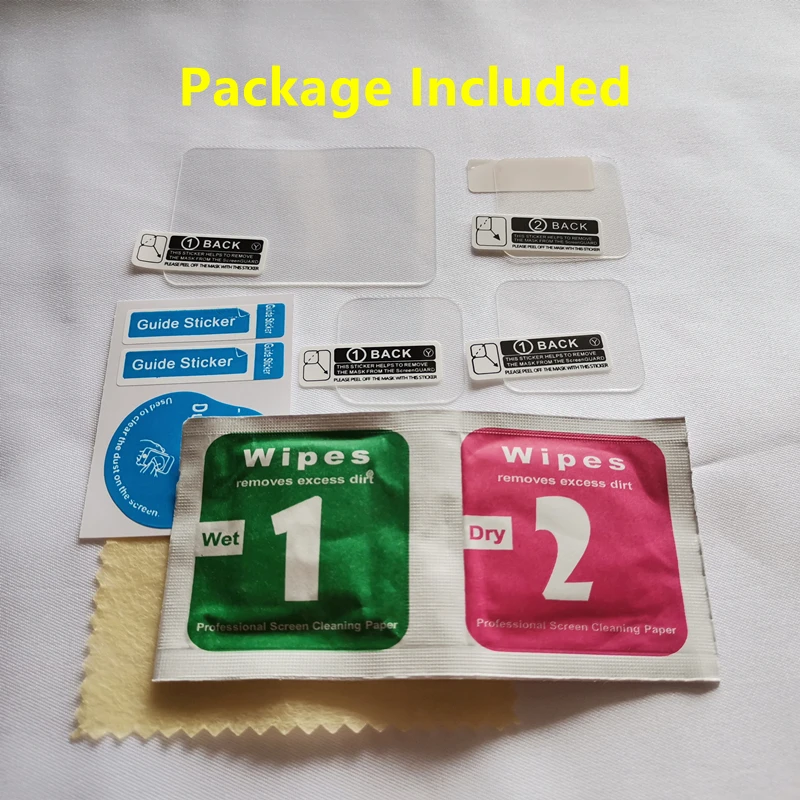 Package Included
1 BACK Y
THIS STICKER HELPS TO REMOVE
THE MASK FROM THE ScreenGUARD
PLEASE PEEL OFF THE MASK WITH THIS STICKER
2 BACK
THIS STICKER HELPS TO REMOVE
THE MASK FROM THE ScreenGUARD
PLEASE PEEL OFF THE MASK WITH THIS STICKER
1 BACK Y
THIS STICKER HELPS TO REMOVE
THE MASK FROM THE ScreenGUARD
PLEASE PEEL OFF THE MASK WITH THIS STICKER
1 BACK Y
THIS STICKER HELPS TO REMOVE
THE MASK FROM THE ScreenGUARD
PLEASE PEEL OFF THE MASK WITH THIS STICKER
Guide Sticker
Guide Sticker
Guide Sticker
Guide Sticker
Used to clear the dust on the screen.
Wipes
removes excess dirt
Wet
1
Professional Screen Cleaning Paper
Wipes
removes excess dirt
Dry
2
Professional Screen Cleaning Paper